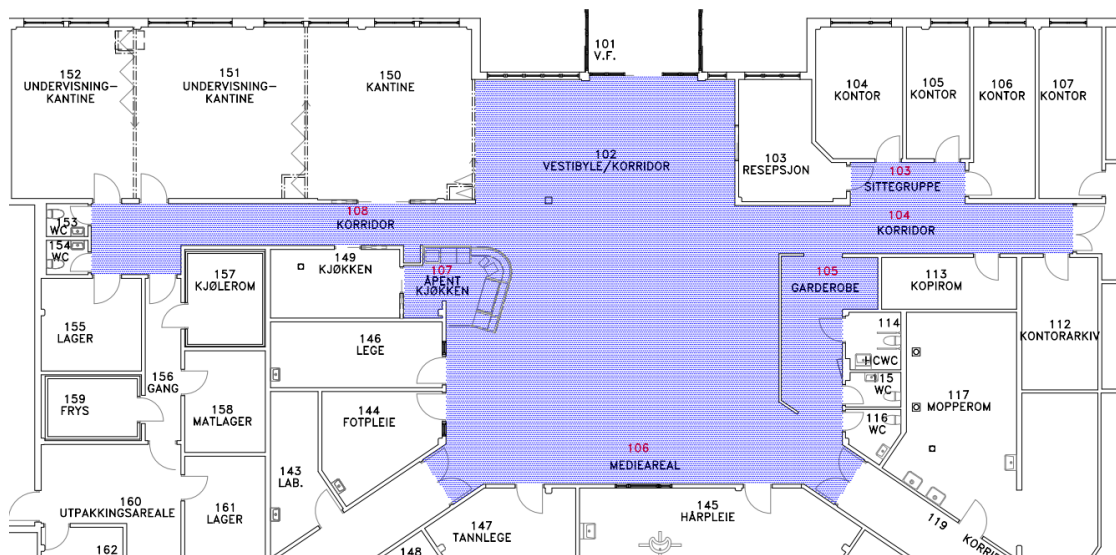 101
V.F.
152
UNDERVISNING-
KANTINE
151
UNDERVISNING-
KANTINE
150
KANTINE
104
KONTOR
105
KONTOR
106
KONTOR
107
KONTOR
102
VESTIBYLE/KORRIDOR
103
RESEPSJON
103
SITTEGRUPPE
108
KORRIDOR
104
KORRIDOR
153
WC
154
WC
149
KJØKKEN
107
ÅPENT
KJØKKEN
105
GARDEROBE
113
KOPIROM
157
KJØLEROM
155
LAGER
146
LEGE
114
HCWC
112
KONTORARKIV
156
GANG
159
FRYS
158
MATLAGER
144
FOTPLEIE
115
WC
117
MOPPEROM
116
WC
106
MEDIEAREAL
143
LAB.
160
UTPAKKINGSAREALE
161
LAGER
147
TANNLEGE
145
HÅRPLEIE
119
162
148